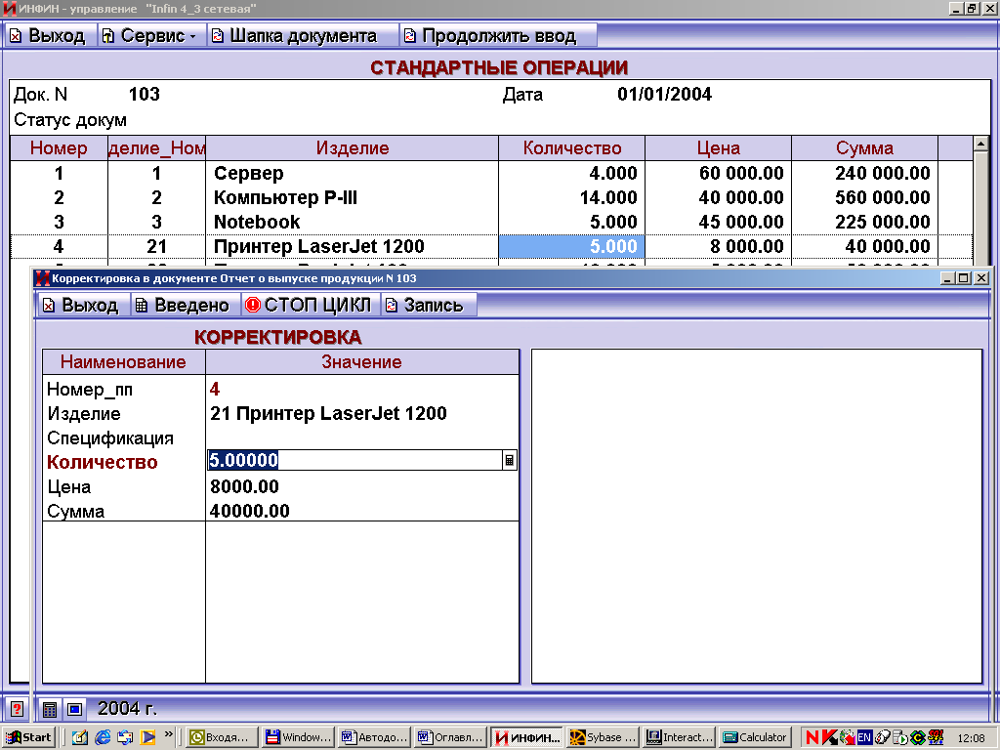 ИНФИН - управление "Infin 4_3 сетевая"
Выход Сервис Шапка документа Продолжить ввод
СТАНДАРТНЫЕ ОПЕРАЦИИ
Док. N 103 Дата 01/01/2004
Статус докум
Номер делие_Ном Изделие Количество Цена Сумма
1 1 Сервер 4.000 60 000.00 240 000.00
2 2 Компьютер P-III 14.000 40 000.00 560 000.00
3 3 Notebook 5.000 45 000.00 225 000.00
4 21 Принтер LaserJet 1200 5.000 8 000.00 40 000.00
Корректировка в документе Отчет о выпуске продукции N 103
Выход Введено СТОП ЦИКЛ Запись
КОРРЕКТИРОВКА
Наименование Значение
Номер_пп 4
Изделие 21 Принтер LaserJet 1200
Спецификация
Количество 5.00000
Цена 8000.00
Сумма 40000.00
2004 г.
Start » Входя... Window... Автодо... Оглавл... ИНФИН... Sybase ... Interact... Calculator EN 12:08